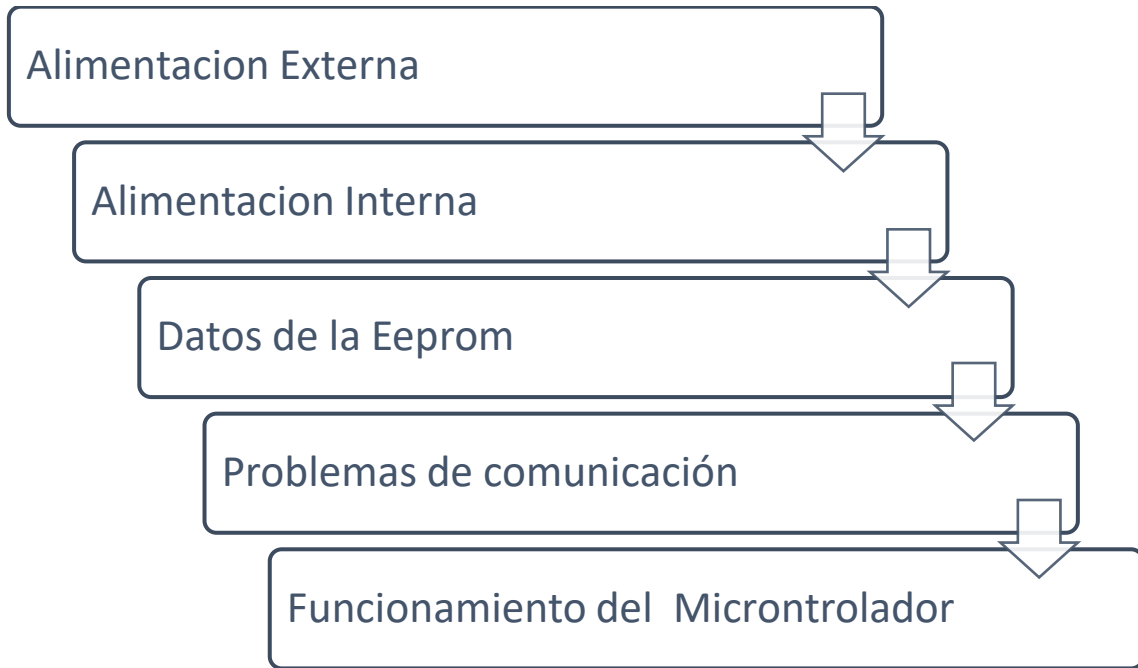 Alimentacion Externa
Alimentacion Interna
Datos de la Eeprom
Problemas de comunicación
Funcionamiento del  Microntrolador